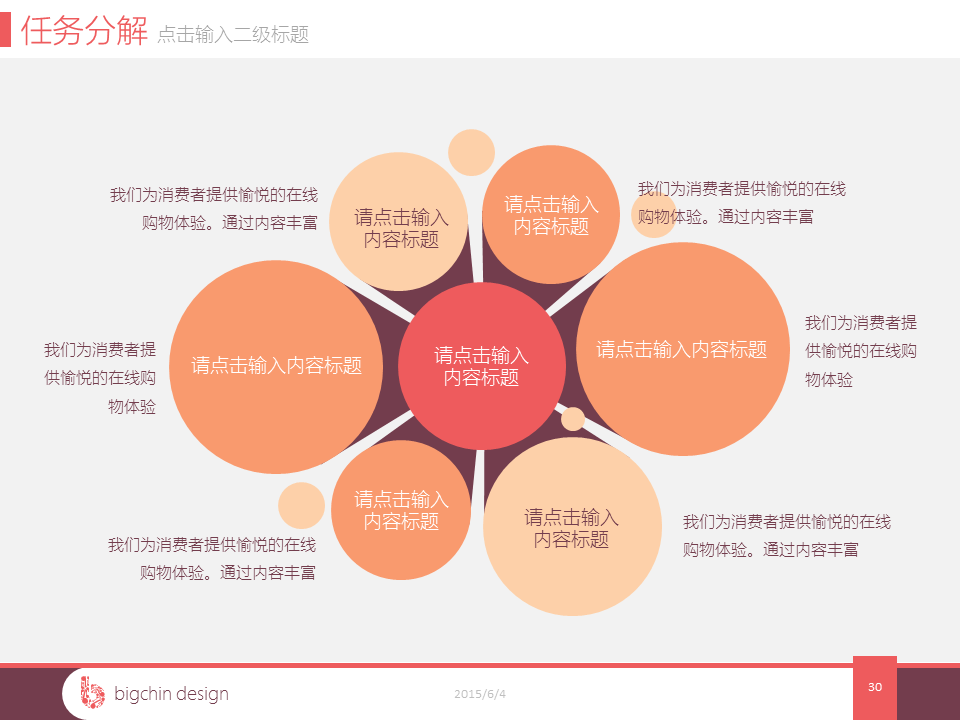 任务分解 点击输入二级标题
我们为消费者提供愉悦的在线
购物体验。通过内容丰富
请点击输入
内容标题
请点击输入
内容标题
我们为消费者提供愉悦的在线
购物体验。通过内容丰富
我们为消费者提
供愉悦的在线购
物体验
请点击输入内容标题
请点击输入
内容标题
请点击输入内容标题
我们为消费者提
供愉悦的在线购
物体验
我们为消费者提供愉悦的在线
购物体验。通过内容丰富
请点击输入
内容标题
请点击输入
内容标题
我们为消费者提供愉悦的在线
购物体验。通过内容丰富
bigchin design
2015/6/4
30